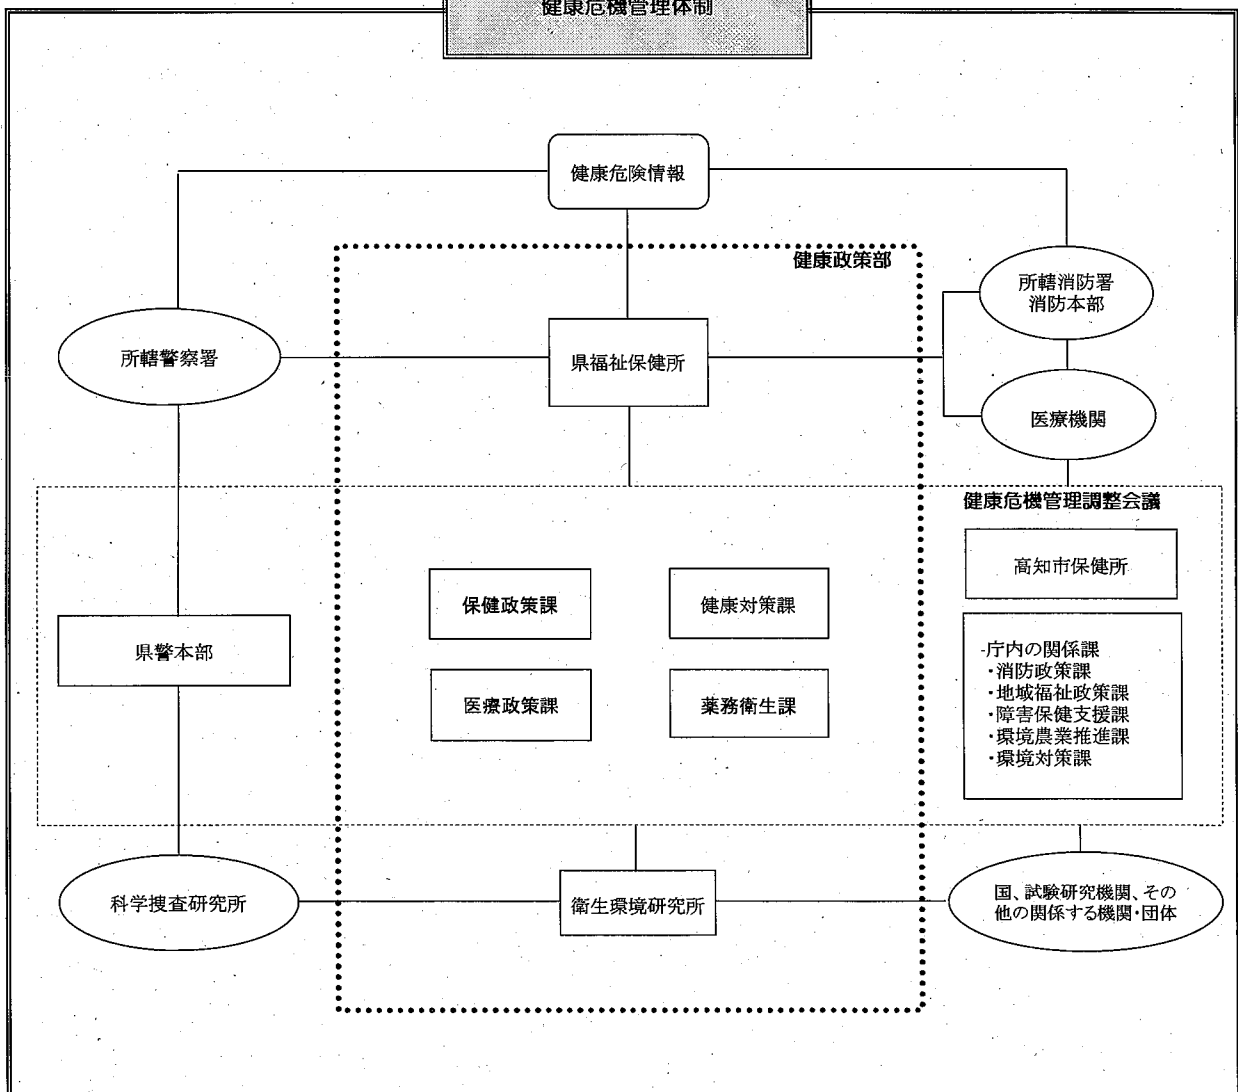 健康危機管理体制
健康危険情報
健康政策部
所轄消防署
消防本部
所轄警察署
県福祉保健所
医療機関
健康危機管理調整会議
高知市保健所
保健政策課
健康対策課
県警本部
-庁内の関係課
・消防政策課
・地域福祉政策課
・障害保健支援課
・環境農業推進課
・環境対策課
医療政策課
薬務衛生課
科学捜査研究所
衛生環境研究所
国、試験研究機関、その
他の関係する機関・団体